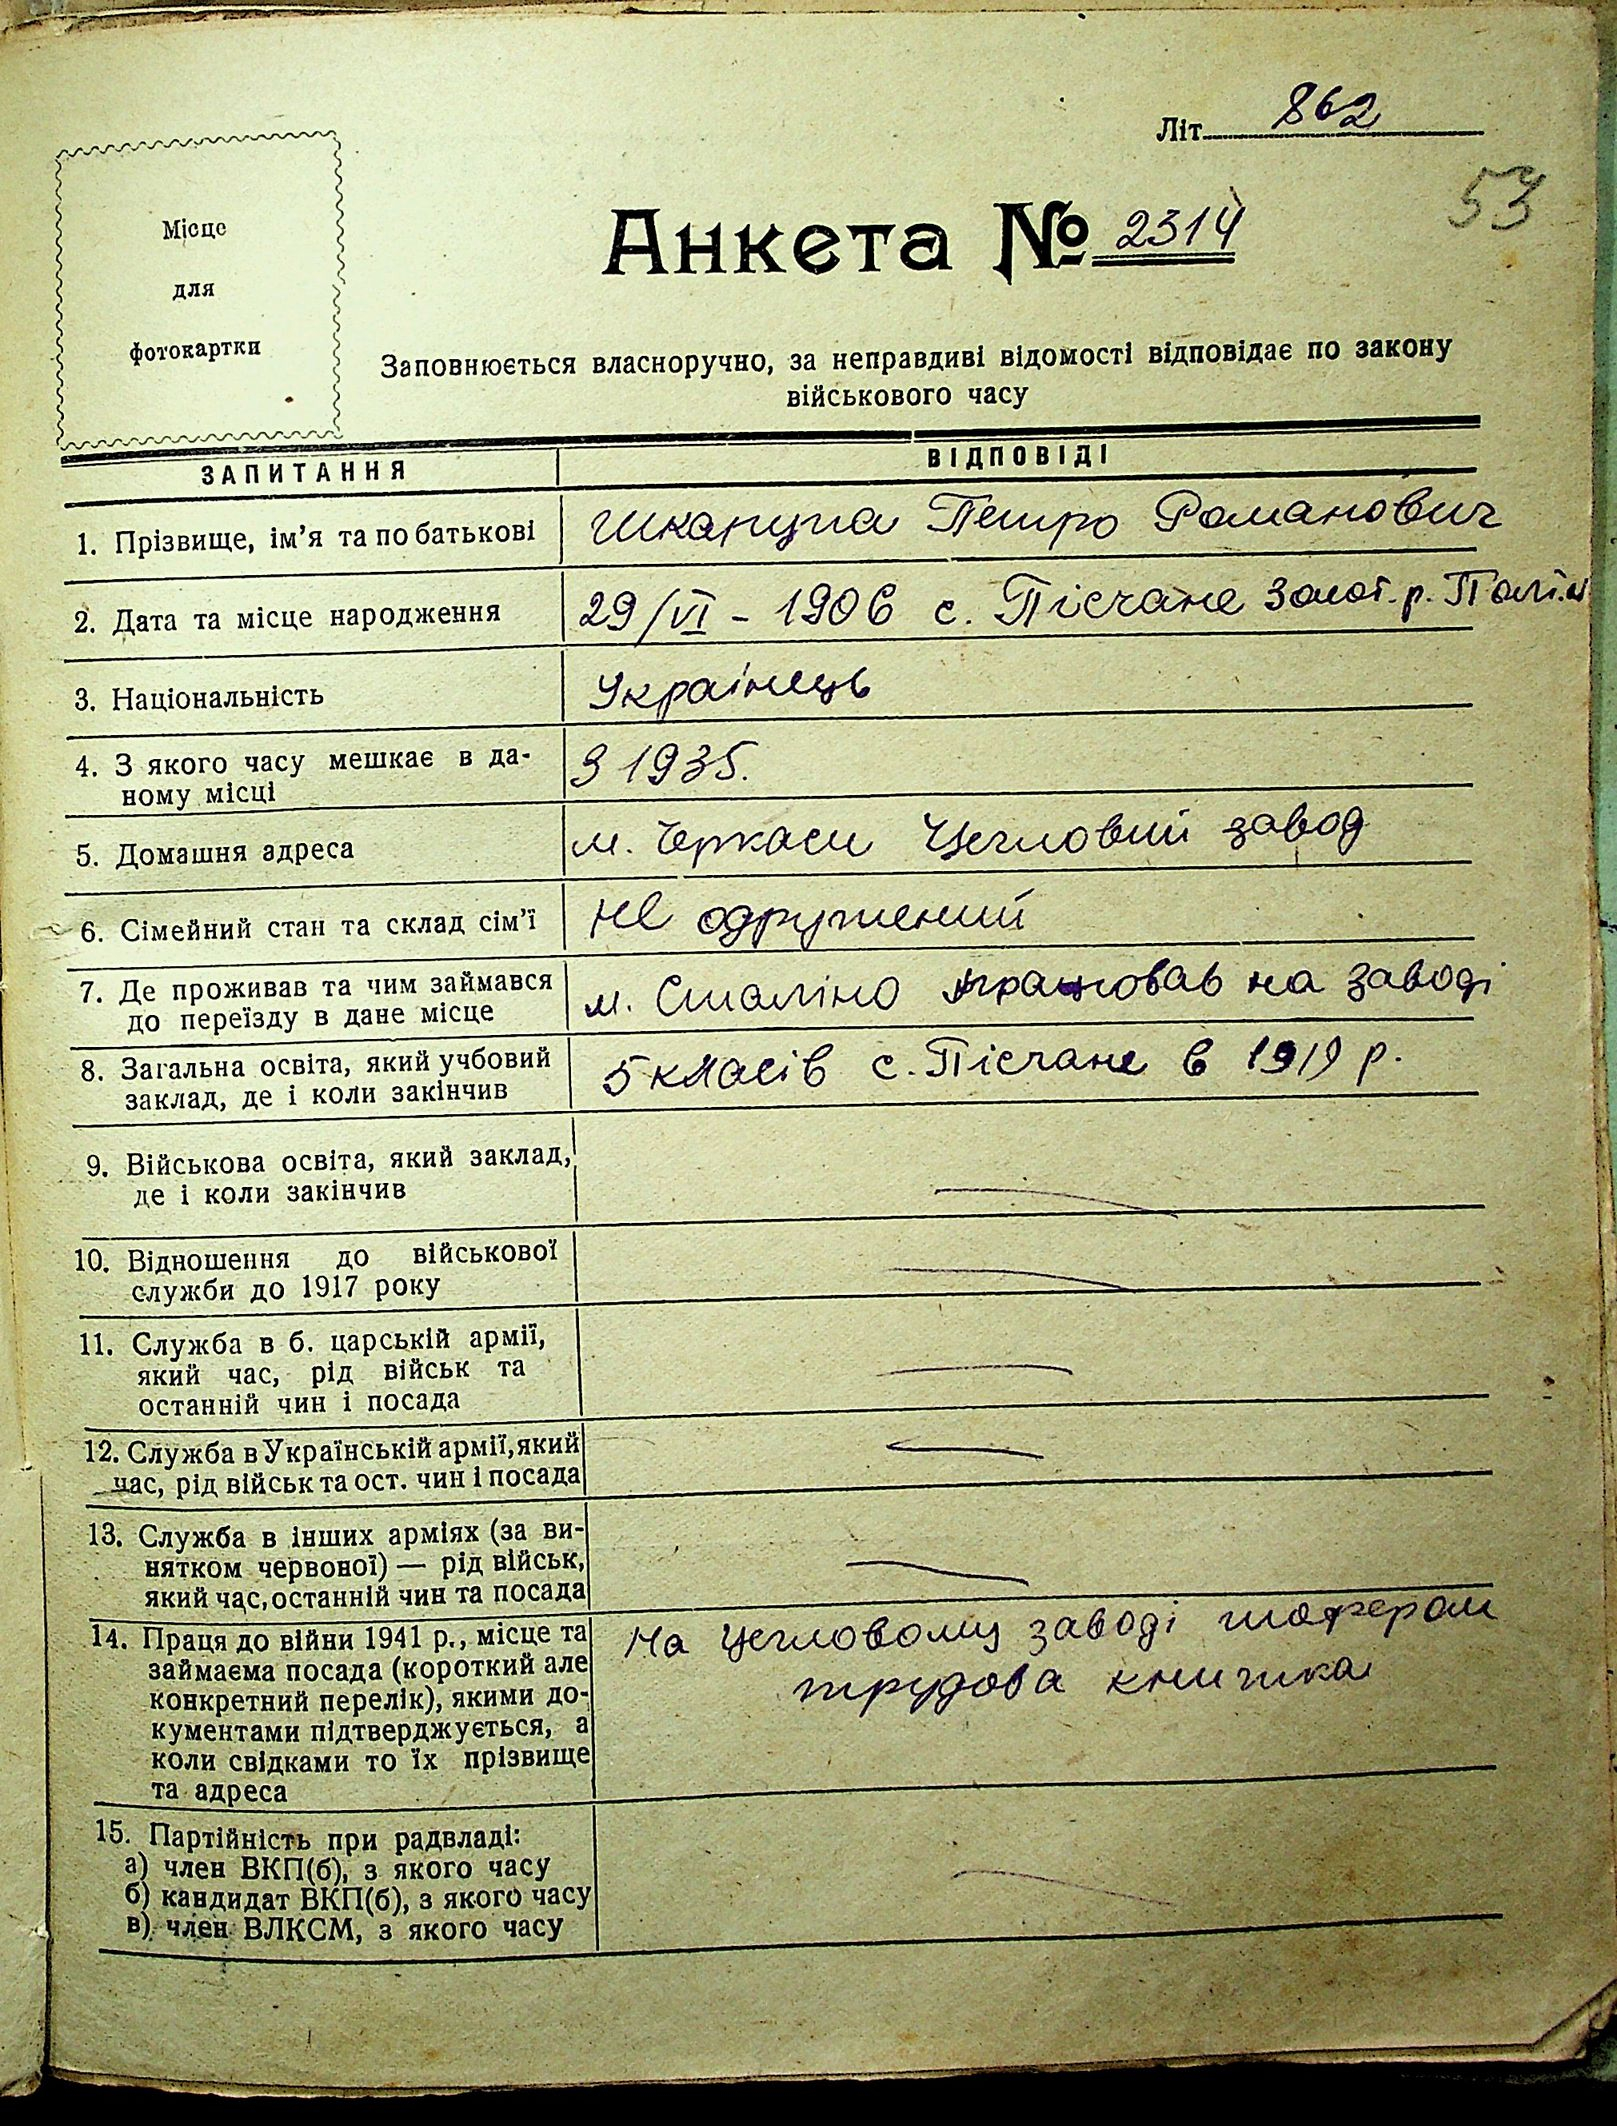 Літ. 862
53
Місце
для
фотокартки
Анкета № 2314
Заповнюється власноручно, за неправдиві відомості відповідає по закону
військового часу
ЗАПИТАННЯ ВІДПОВІДІ
1. Прізвище, ім'я та по батькові Шкапупа Петро Романович
2. Дата та місце народження 29/VI - 1906 с. Пісчане Золот. р. Полт.
3. Національність Українець
4. З якого часу мешкає в да-
ному місці З 1935.
5. Домашня адреса м. Черкаси Цегловий завод
6. Сімейний стан та склад сім'ї не одружений
7. Де проживав та чим займався
до переїзду в дане місце м. Сталіно працював на заводі
8. Загальна освіта, який учбовий
заклад, де і коли закінчив 5 класів с. Пісчане в 1919 р.
9. Військова освіта, який заклад,
де і коли закінчив —
10. Відношення до військової
служби до 1917 року —
11. Служба в б. царській армії,
який час, рід військ та
останній чин і посада —
12. Служба в Українській армії, який
час, рід військ та ост. чин і посада —
13. Служба в інших арміях (за ви-
нятком червоної) — рід військ,
який час, останній чин та посада —
14. Праця до війни 1941 р., місце та
займаєма посада (короткий але
конкретний перелік), якими до-
кументами підтверджується, а
коли свідками то їх прізвище
та адреса
На Цегловому заводі шофером
трудова книжка
15. Партійність при радвладі:
а) член ВКП(б), з якого часу
б) кандидат ВКП(б), з якого часу
в) член ВЛКСМ, з якого часу —